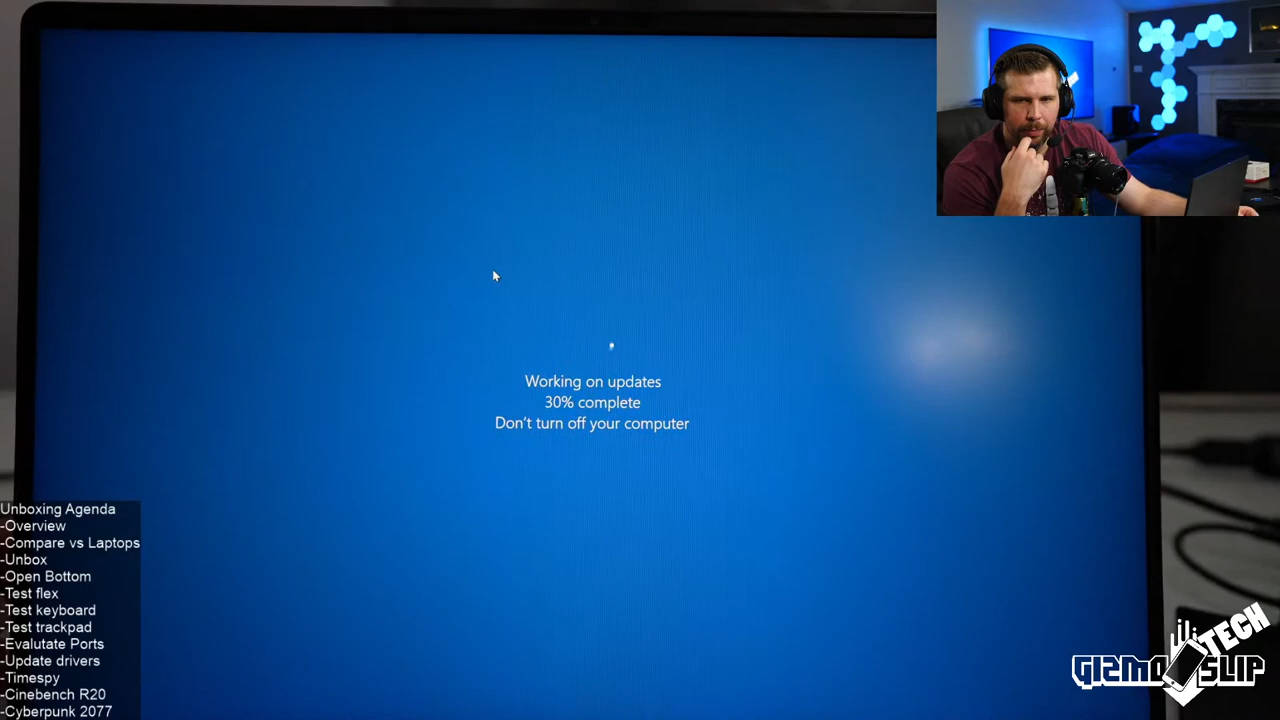 Working on updates
30% complete
Don't turn off your computer
Unboxing Agenda
-Overview
-Compare vs Laptops
-Unbox
-Open Bottom
-Test flex
-Test keyboard
-Test trackpad
-Evalutate Ports
-Update drivers
-Timespy
-Cinebench R20
-Cyberpunk 2077
TECH
GIZMO SLIP